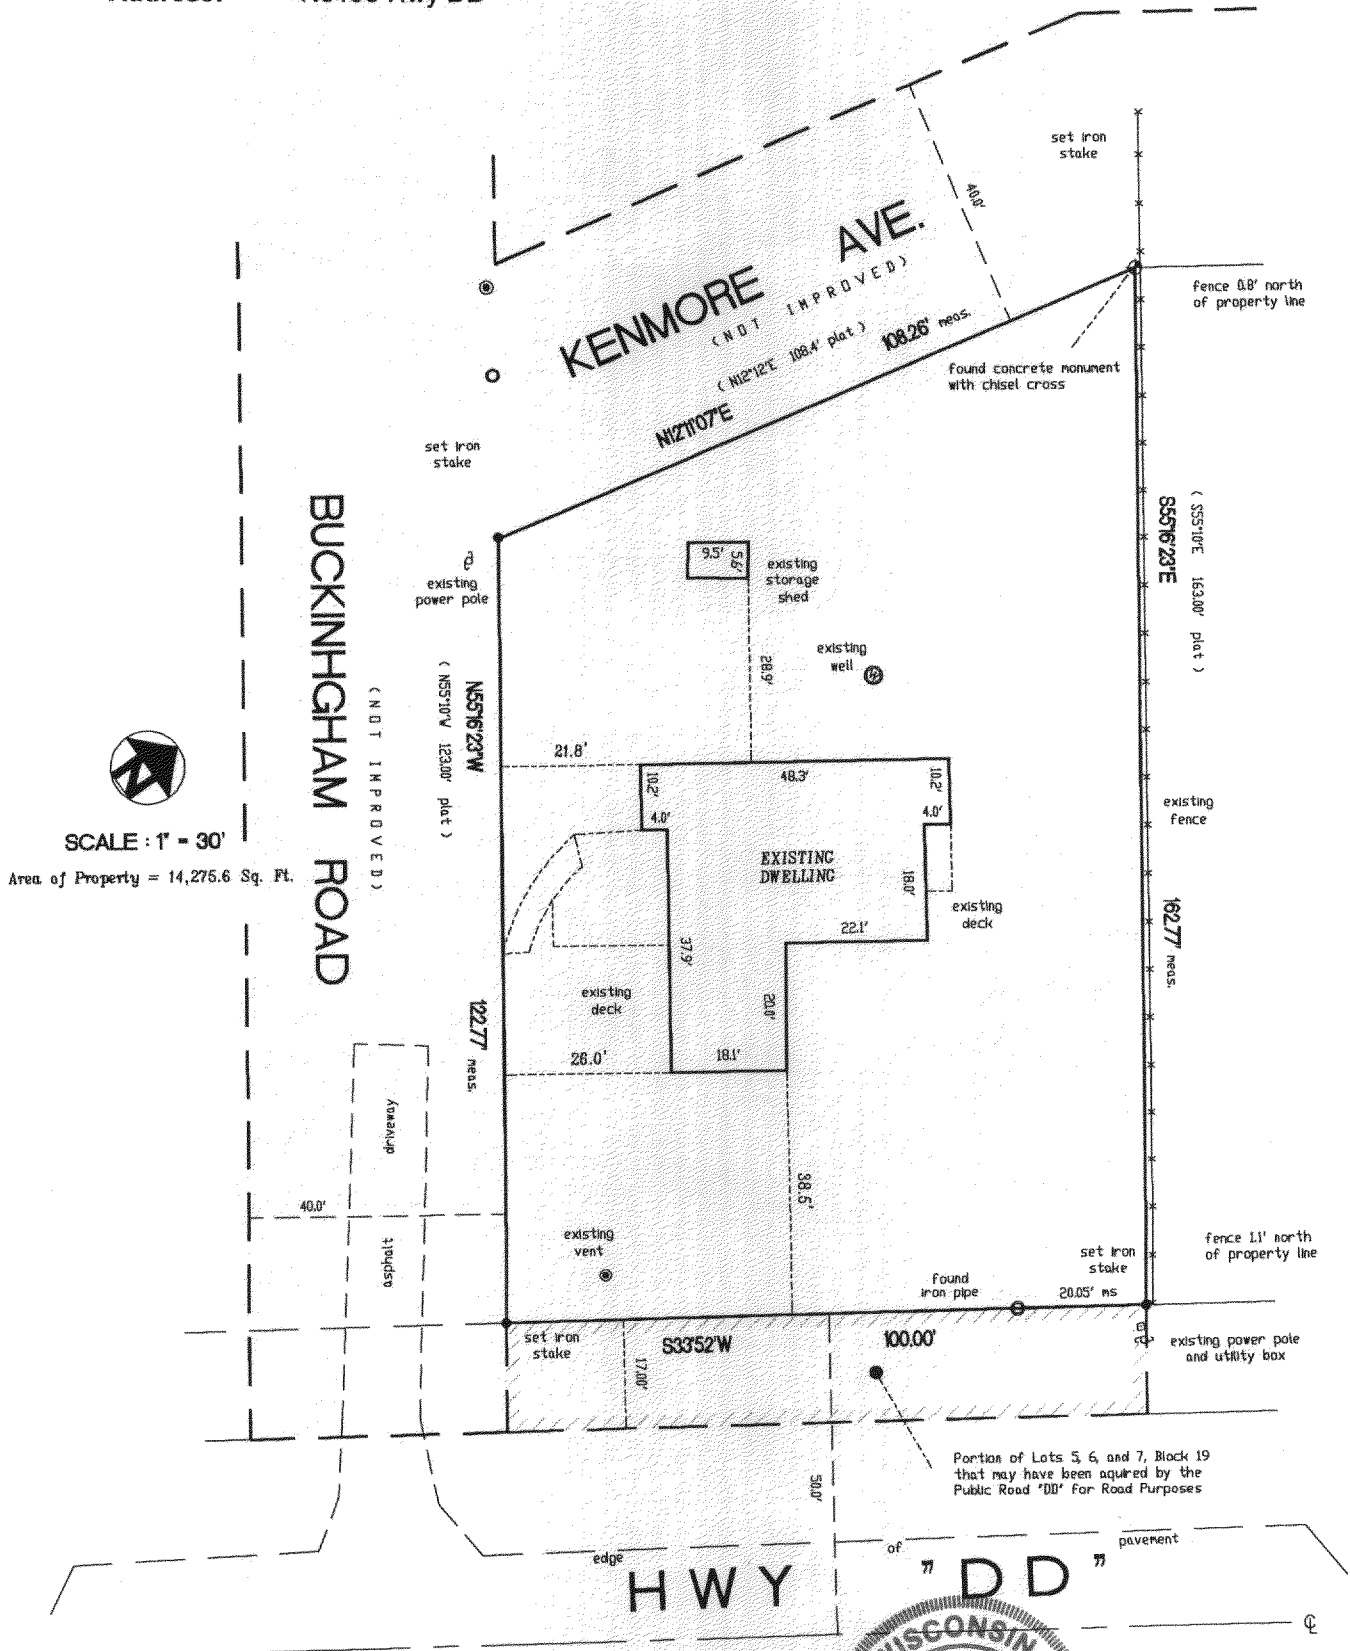 set iron
stake
40.0'
KENMORE AVE.
(NOT IMPROVED)
fence 0.8' north
of property line
(N12°12'E 108.4' plat)
108.26' meas.
found concrete monument
with chisel cross
N12°11'07"E
set iron
stake
BUCKINHGHAM ROAD
(NOT IMPROVED)
existing
power pole
9.5'
5.6'
existing
storage
shed
S55°16'23"E
(S55°10'E 163.00' plat)
existing
well
28.9'
N55°16'23"W
(N55°10'W 123.00' plat)
21.8'
48.3'
10.2'
10.2'
4.0'
4.0'
N
SCALE : 1" = 30'
Area of Property = 14,275.6 Sq. Ft.
EXISTING
DWELLING
existing
fence
18.0'
existing
deck
22.1'
162.77' meas.
37.9'
existing
deck
20.0'
122.77' meas.
26.0'
18.1'
driveway
38.5'
40.0'
asphalt
existing
vent
fence 1.1' north
of property line
set iron
stake
found
iron pipe
20.05' ms
set iron
stake
S33°52'W
100.00'
existing power pole
and utility box
17.00'
Portion of Lots 5, 6, and 7, Block 19
that may have been aquired by the
Public Road "DD" for Road Purposes
50.0'
edge of pavement
HWY "DD"
WISCONSIN